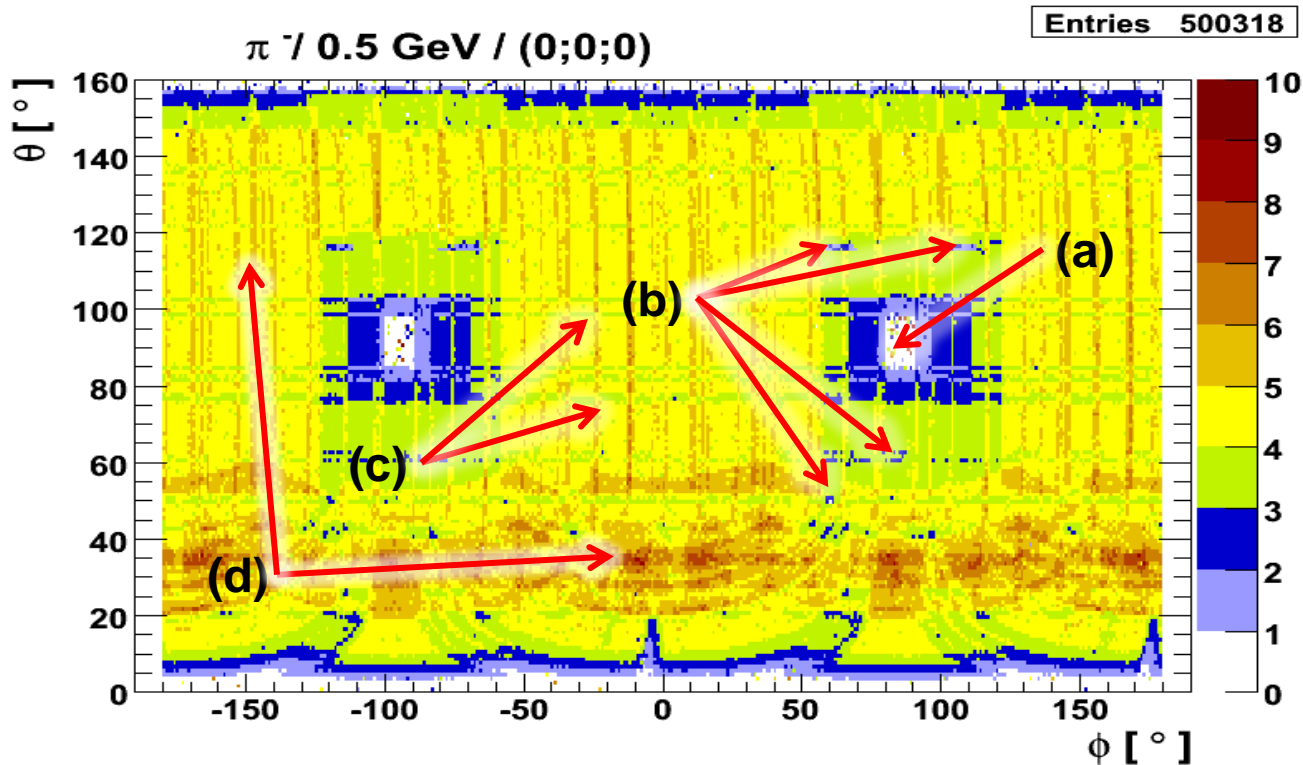 Entries 500318
π⁻/ 0.5 GeV / (0;0;0)
θ [ ° ]
160
140
120
100
80
60
40
20
0
-150 -100 -50 0 50 100 150
ϕ [ ° ]
10
9
8
7
6
5
4
3
2
1
0
(a)
(b)
(c)
(d)